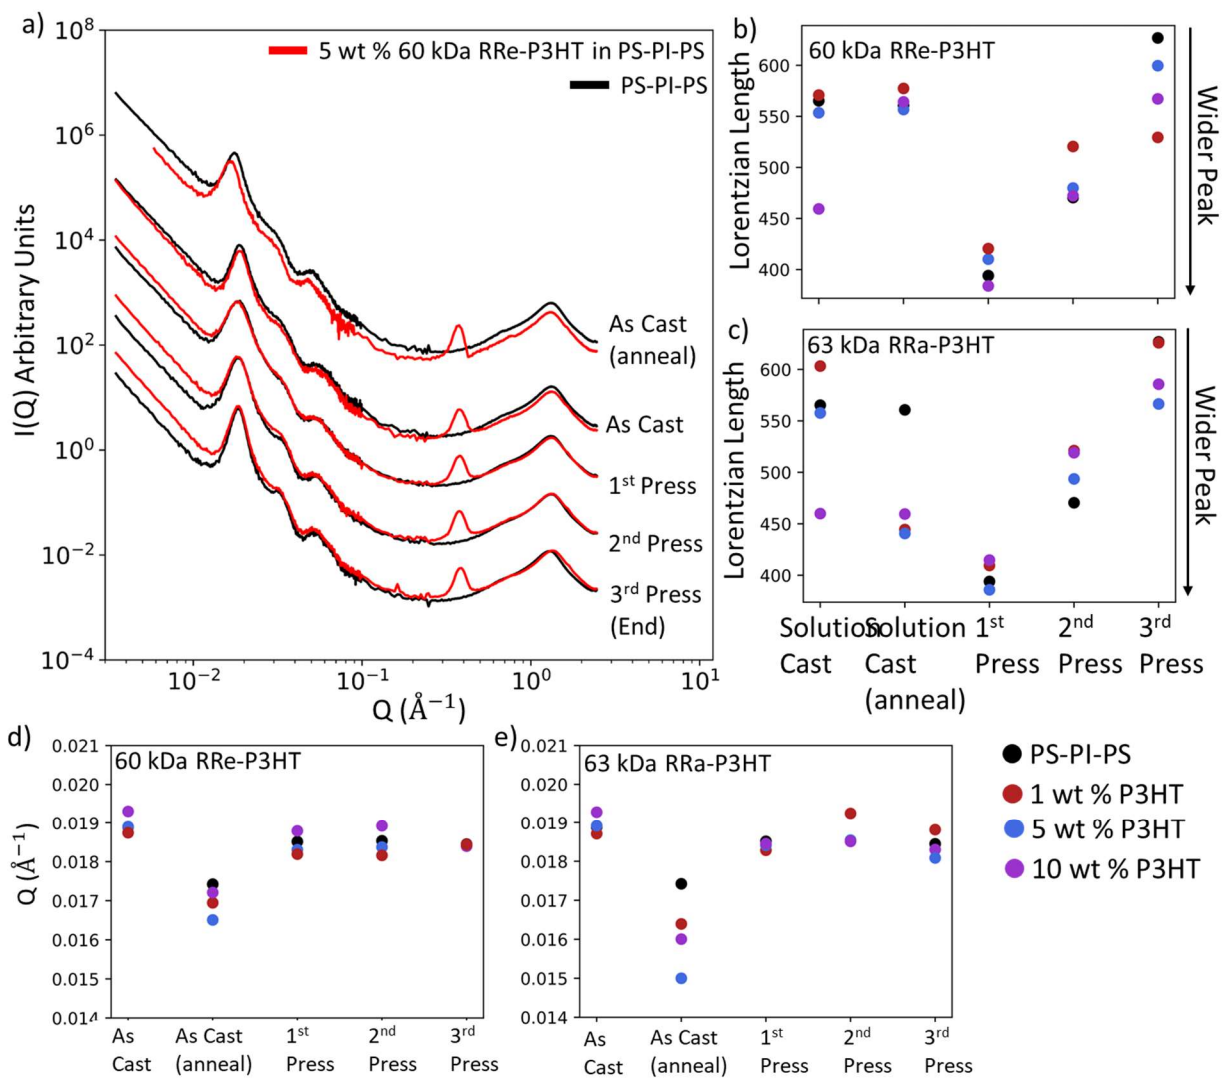 a)
10^8
10^6
10^4
10^2
10^0
10^−2
10^−4
I(Q) Arbitrary Units
5 wt % 60 kDa RRe-P3HT in PS-PI-PS
PS-PI-PS
As Cast
(anneal)
As Cast
1st Press
2nd Press
3rd Press
(End)
10^−2
10^−1
10^0
10^1
Q (Å^−1)
b)
60 kDa RRe-P3HT
600
550
500
450
400
Lorentzian Length
Wider Peak
c)
63 kDa RRa-P3HT
600
550
500
450
400
Lorentzian Length
Wider Peak
Solution
Cast
Solution
Cast
(anneal)
1st
Press
2nd
Press
3rd
Press
d)
60 kDa RRe-P3HT
0.021
0.020
0.019
0.018
0.017
0.016
0.015
0.014
Q (Å^−1)
As
Cast
As Cast
(anneal)
1st
Press
2nd
Press
3rd
Press
e)
63 kDa RRa-P3HT
0.021
0.020
0.019
0.018
0.017
0.016
0.015
0.014
As
Cast
As Cast
(anneal)
1st
Press
2nd
Press
3rd
Press
PS-PI-PS
1 wt % P3HT
5 wt % P3HT
10 wt % P3HT